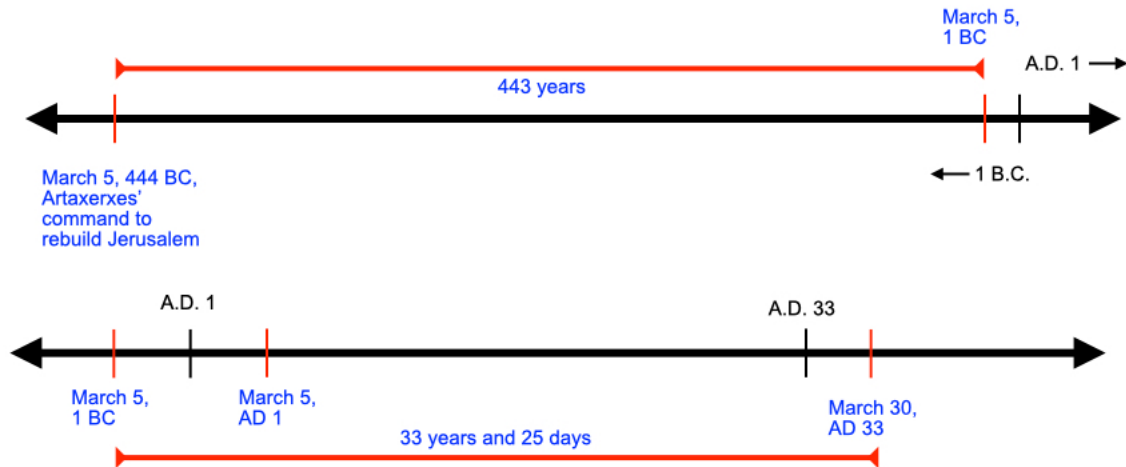 March 5,
1 BC
A.D. 1
443 years
1 B.C.
March 5, 444 BC,
Artaxerxes’
command to
rebuild Jerusalem
A.D. 1
A.D. 33
March 5,
1 BC
March 5,
AD 1
March 30,
AD 33
33 years and 25 days